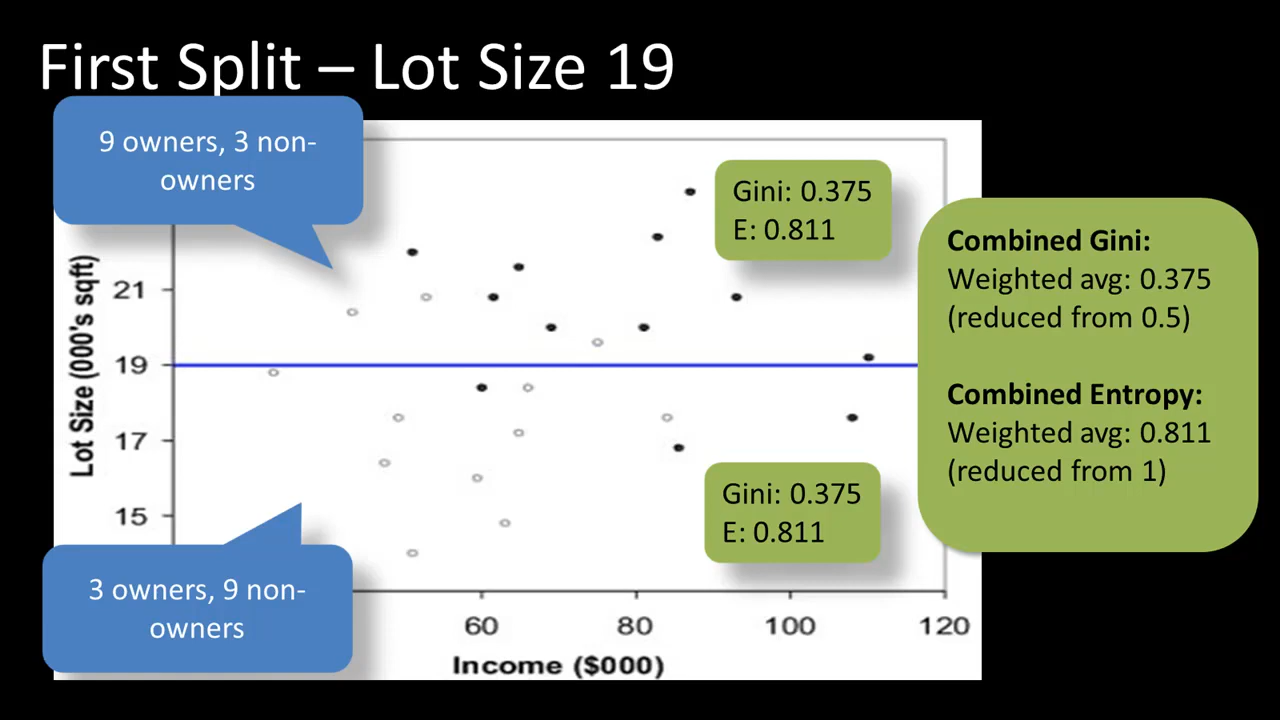 First Split – Lot Size 19
9 owners, 3 non-
owners
Gini: 0.375
E: 0.811
Combined Gini:
Weighted avg: 0.375
(reduced from 0.5)
Combined Entropy:
Weighted avg: 0.811
(reduced from 1)
Lot Size (000's sqft)
21
19
17
15
Gini: 0.375
E: 0.811
3 owners, 9 non-
owners
60 80 100 120
Income ($000)